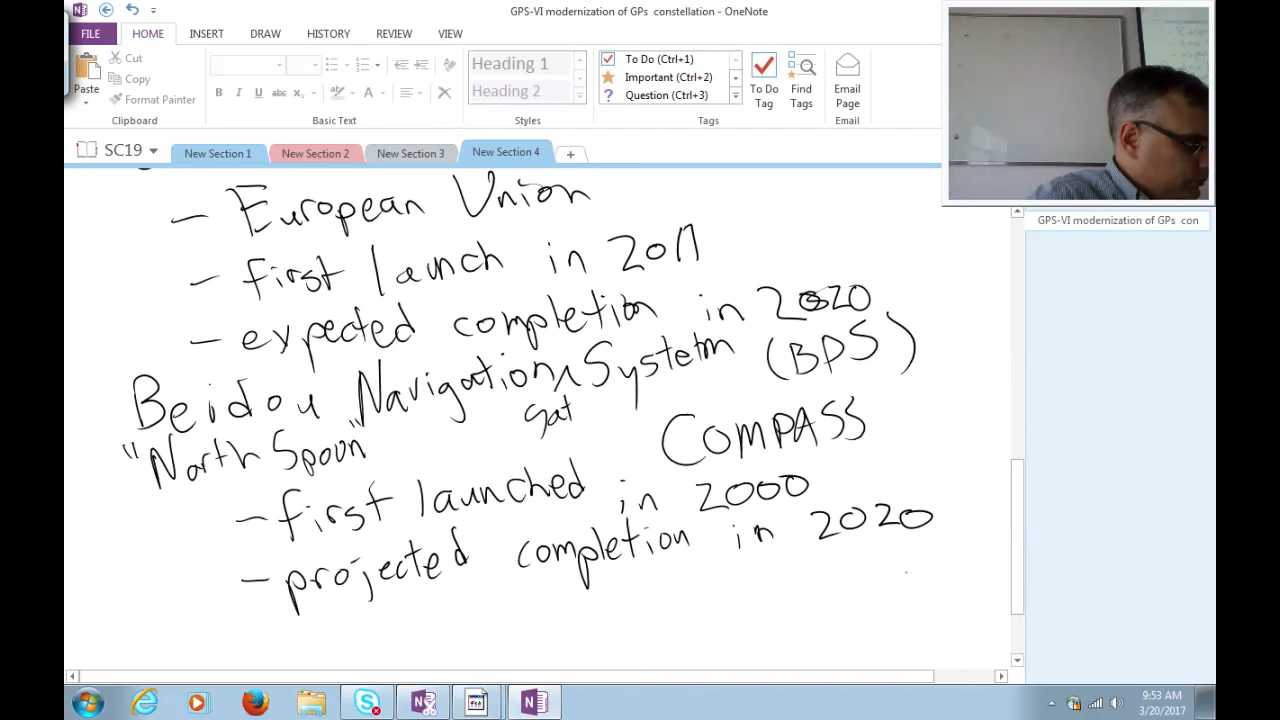 GPS-VI modernization of GPs constellation - OneNote
FILE HOME INSERT DRAW HISTORY REVIEW VIEW
Paste
Cut
Copy
Format Painter
Clipboard
B I U abc X A
Basic Text
Heading 1
Heading 2
Styles
To Do (Ctrl+1)
Important (Ctrl+2)
Question (Ctrl+3)
Tags
To Do Tag
Find Tags
Email Page
Email
SC19 New Section 1 New Section 2 New Section 3 New Section 4
GPS-VI modernization of GPs con
- European Union
- first launch in 2011
- expected completion in 2020
Beidou Navigation System (BPS)
sat
"North Spoon" COMPASS
- first launched in 2000
- projected completion in 2020
9:53 AM
3/20/2017